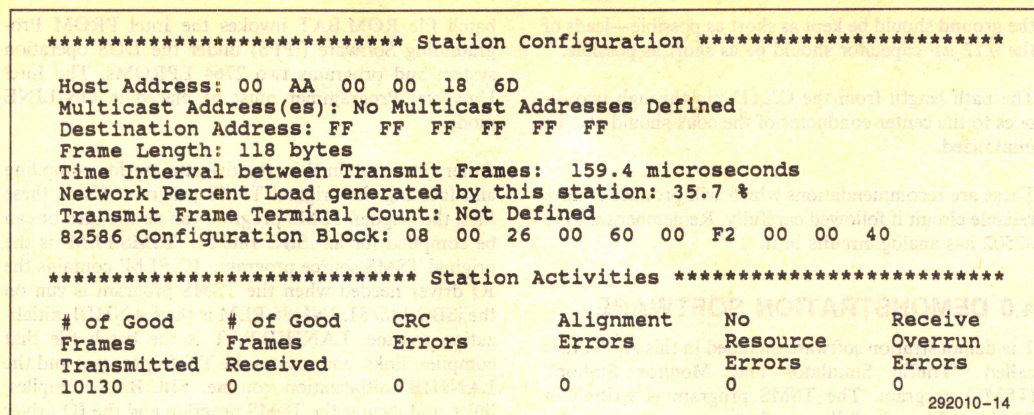 ************************* Station Configuration *************************
Host Address: 00 AA 00 00 18 6D
Multicast Address(es): No Multicast Addresses Defined
Destination Address: FF FF FF FF FF FF
Frame Length: 118 bytes
Time Interval between Transmit Frames: 159.4 microseconds
Network Percent Load generated by this station: 35.7 %
Transmit Frame Terminal Count: Not Defined
82586 Configuration Block: 08 00 26 00 60 00 F2 00 00 40
************************* Station Activities *************************
# of Good # of Good CRC Alignment No Receive
Frames Frames Errors Errors Resource Overrun
Transmitted Received Errors Errors
10130 0 0 0 0 0
292010-14